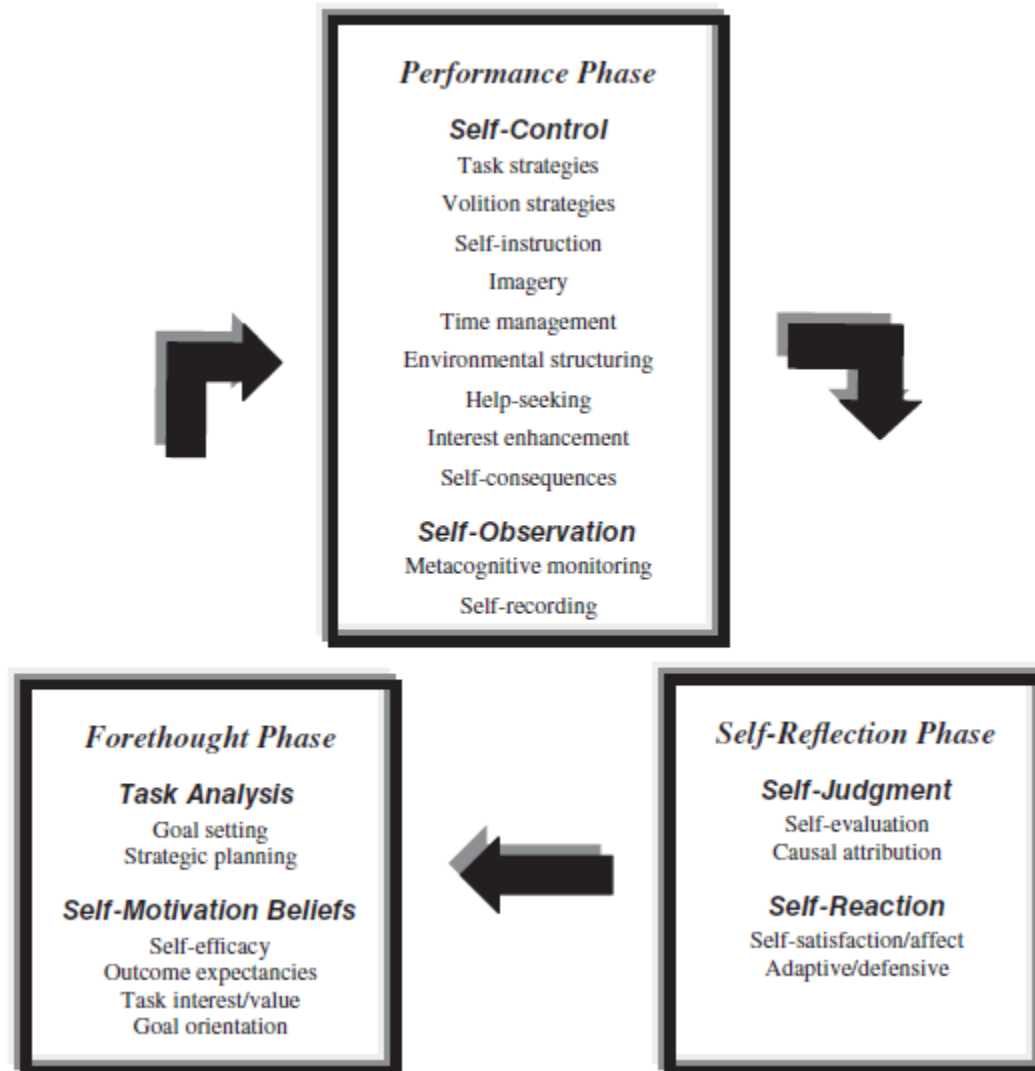 Performance Phase
Self-Control
Task strategies
Volition strategies
Self-instruction
Imagery
Time management
Environmental structuring
Help-seeking
Interest enhancement
Self-consequences
Self-Observation
Metacognitive monitoring
Self-recording
Forethought Phase
Task Analysis
Goal setting
Strategic planning
Self-Motivation Beliefs
Self-efficacy
Outcome expectancies
Task interest/value
Goal orientation
Self-Reflection Phase
Self-Judgment
Self-evaluation
Causal attribution
Self-Reaction
Self-satisfaction/affect
Adaptive/defensive